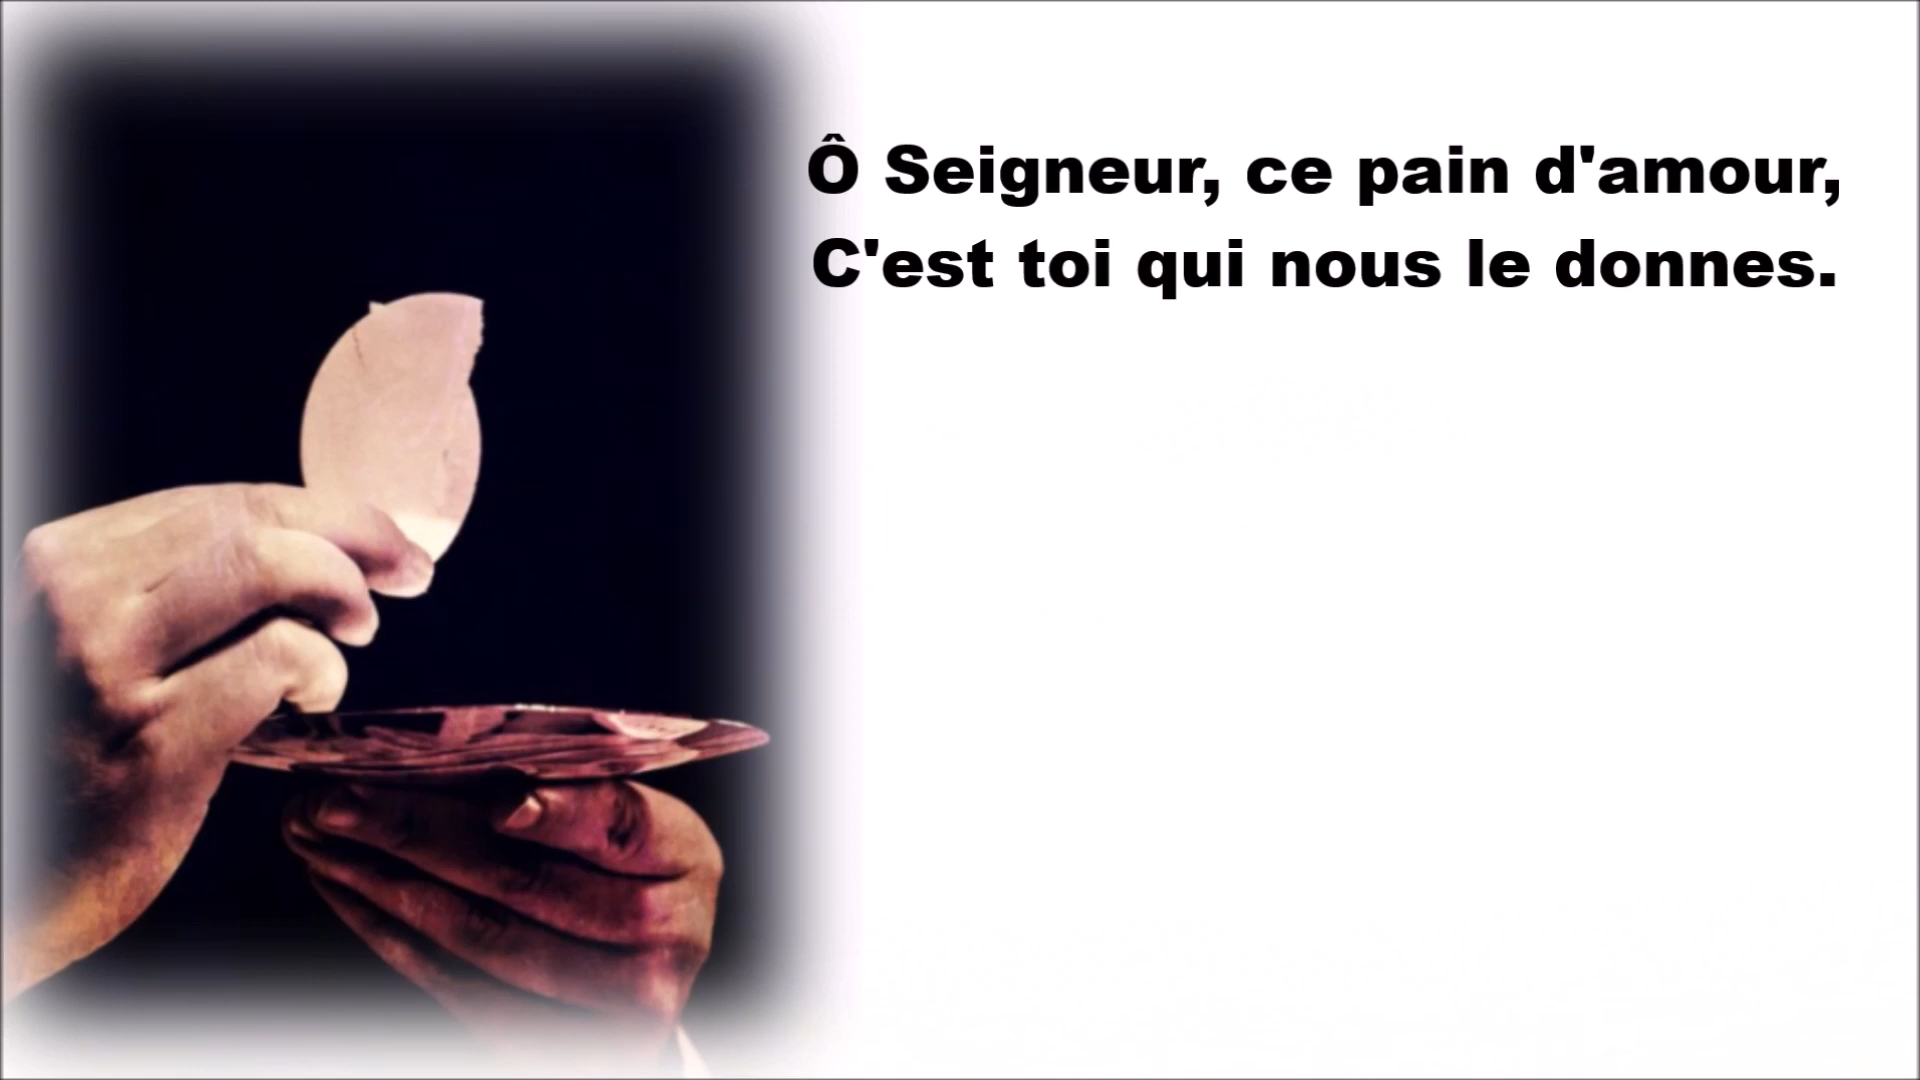 Ô Seigneur, ce pain d'amour,
C'est toi qui nous le donnes.